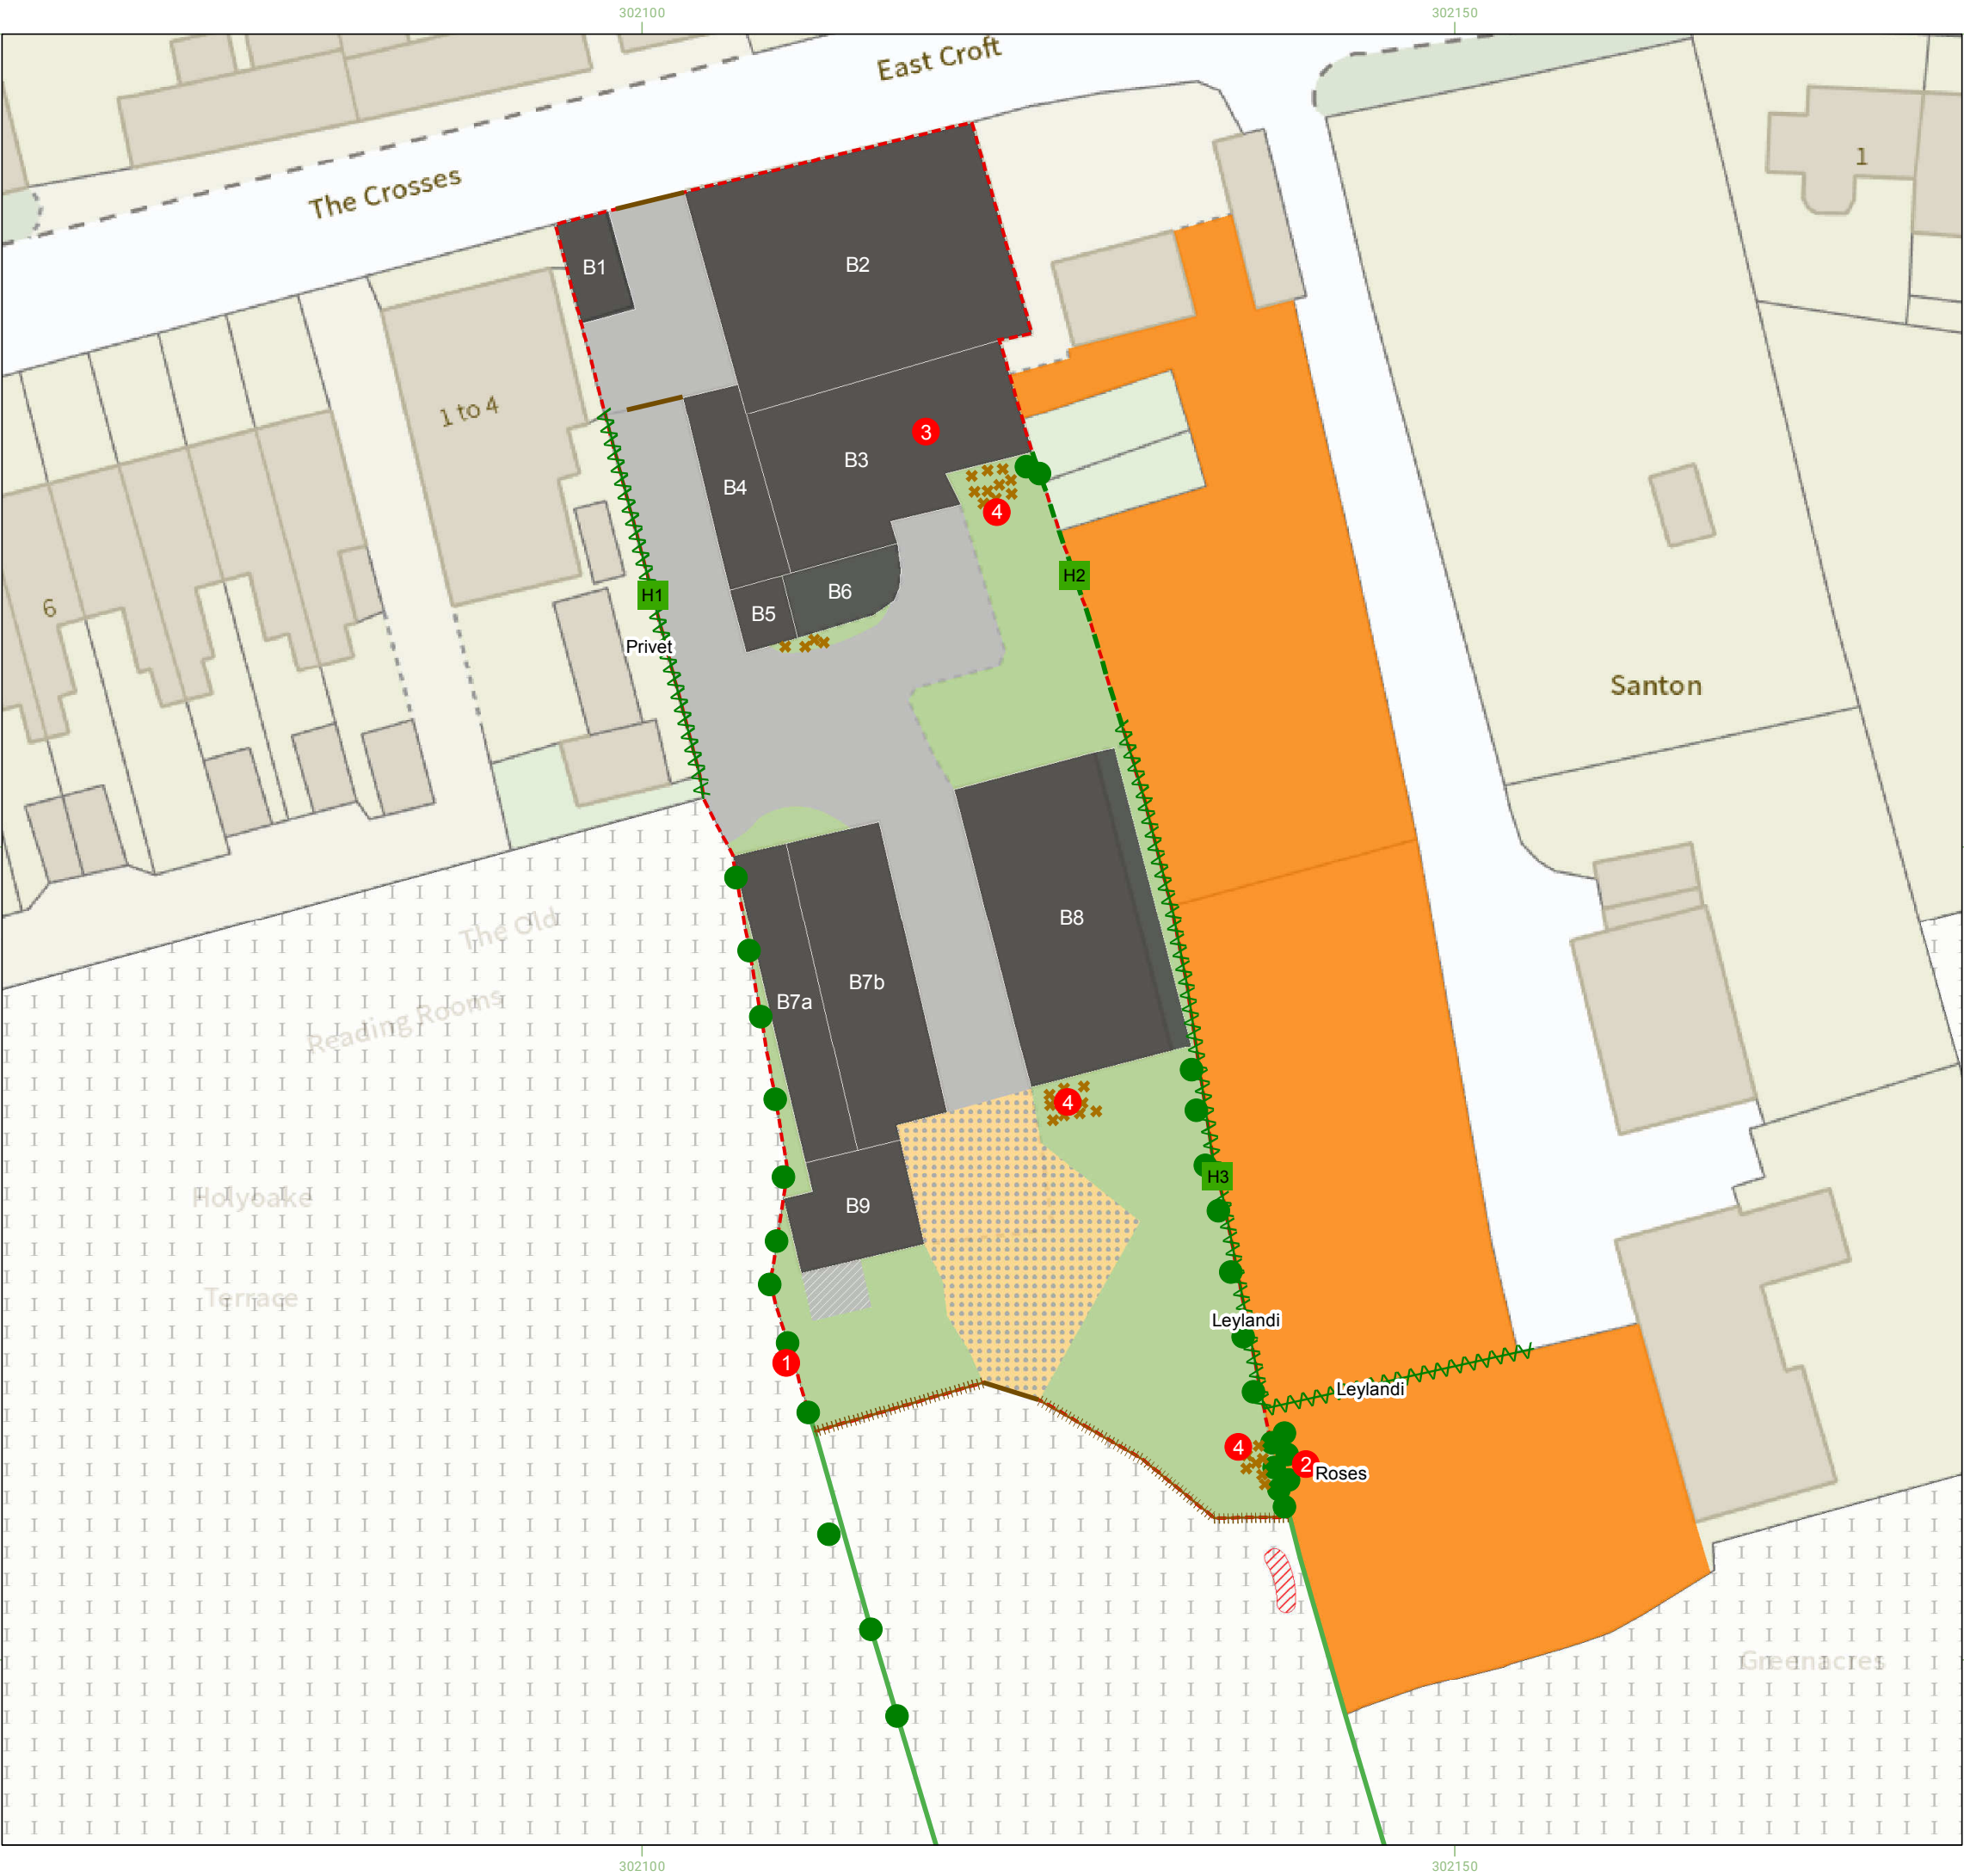 302100
302150
East Croft
The Crosses
1
B1
B2
1 to 4
3
B3
B4
4
H2
H1
B6
6
B5
Privet
Santon
B8
The Old
B7b
B7a
Reading Rooms
4
H3
Holyoake
B9
Terrace
Leylandi
1
Leylandi
4
2
Roses
Greenacres
302100
302150